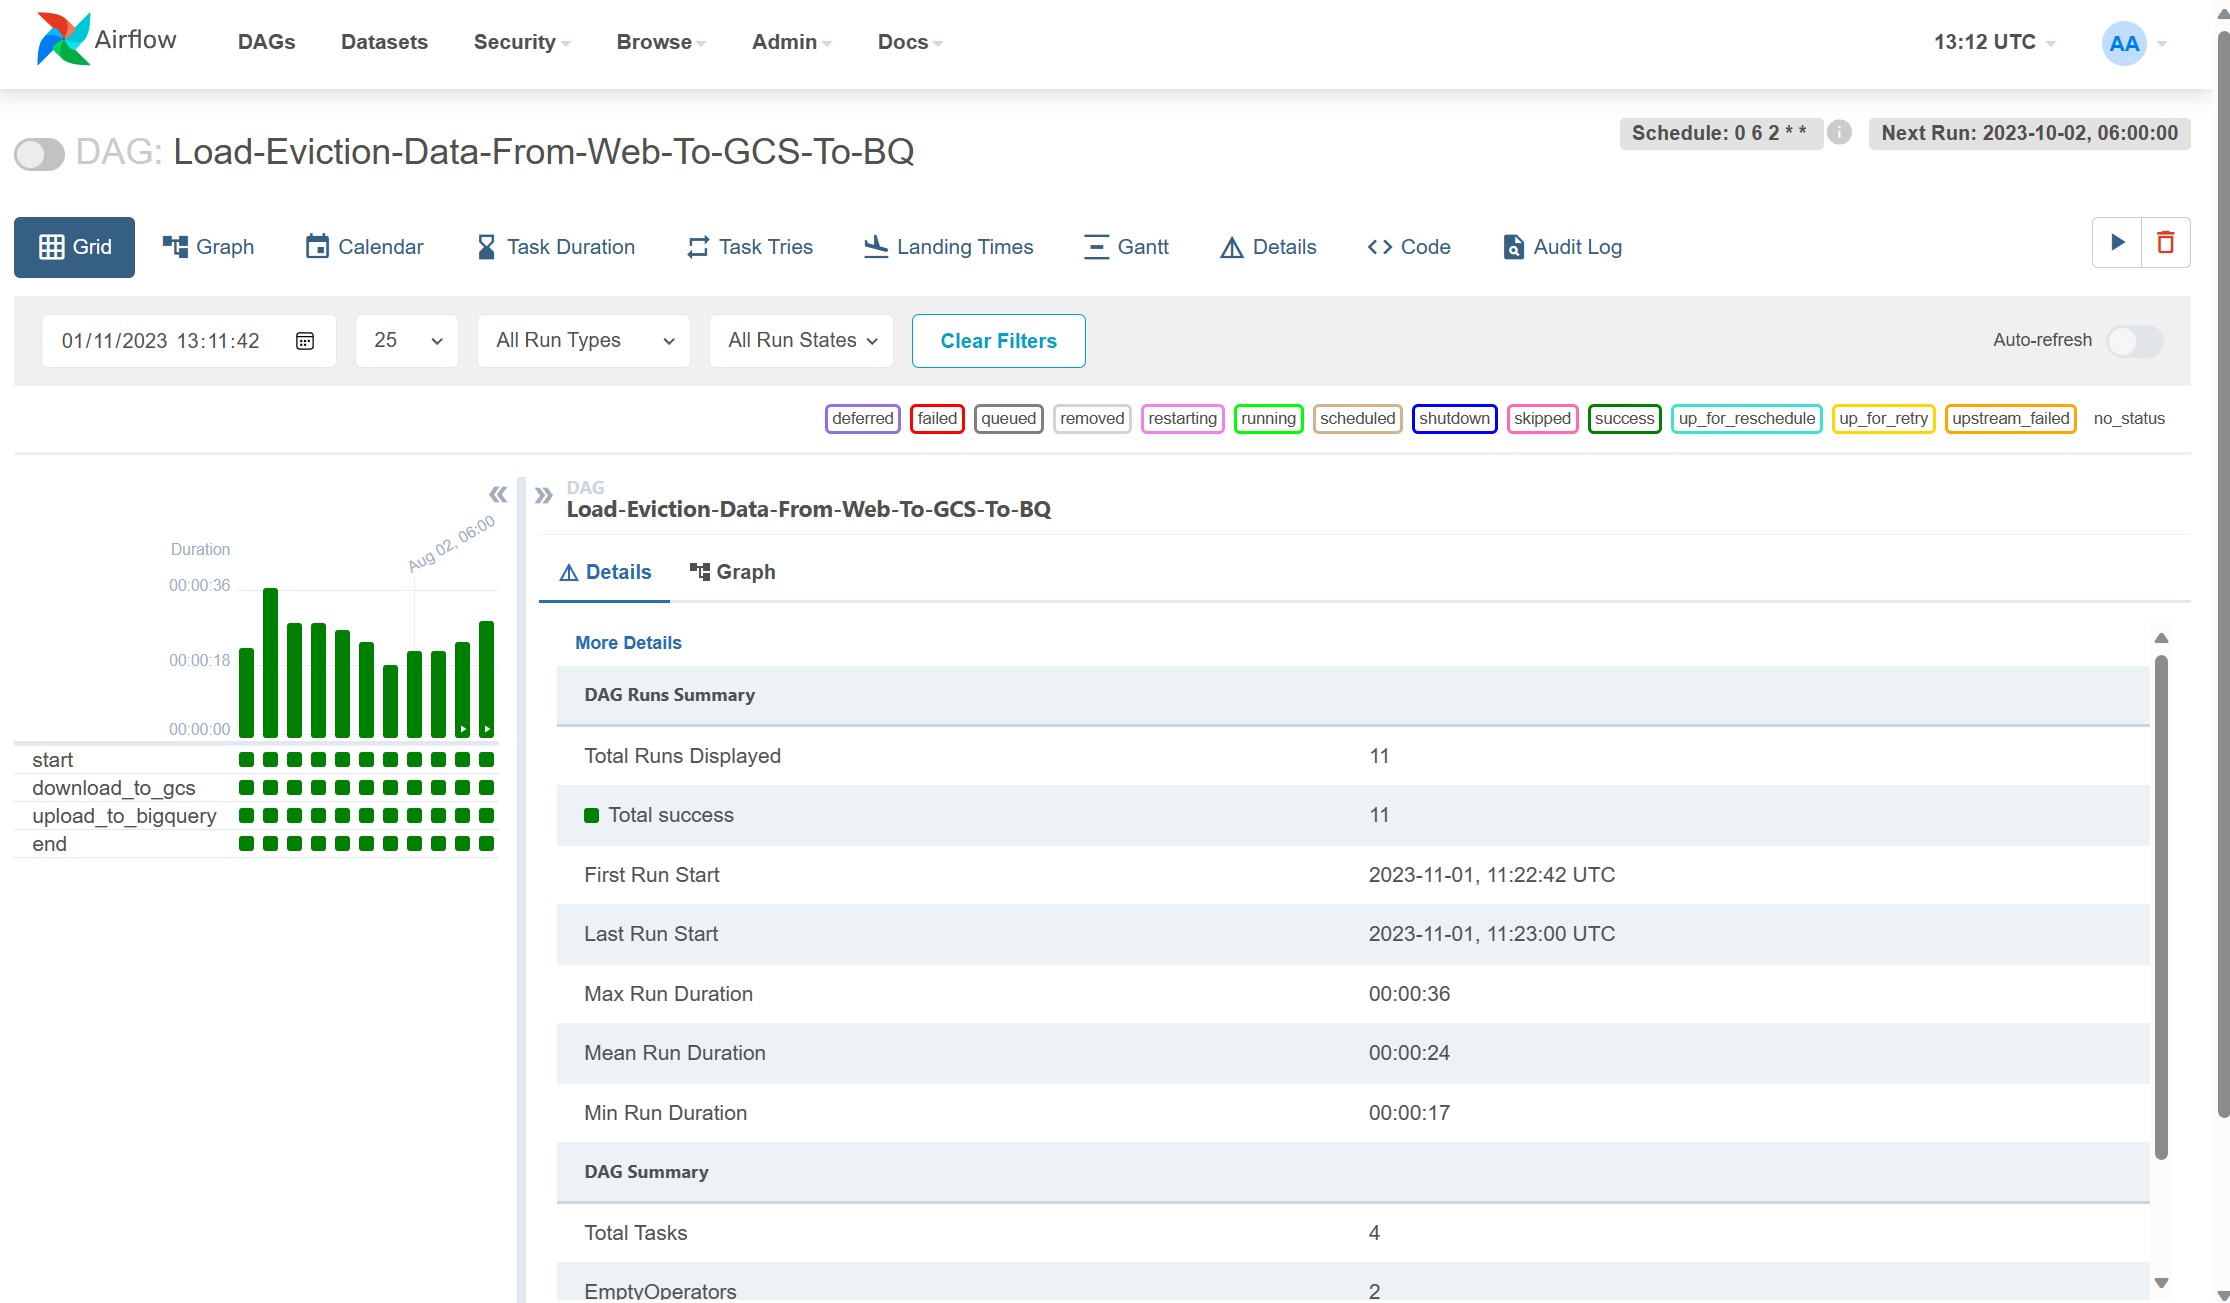 Airflow DAGs Datasets Security Browse Admin Docs 13:12 UTC AA
DAG: Load-Eviction-Data-From-Web-To-GCS-To-BQ
Schedule: 0 6 2 * * i Next Run: 2023-10-02, 06:00:00
Grid Graph Calendar Task Duration Task Tries Landing Times Gantt Details Code Audit Log
01/11/2023 13:11:42 25 All Run Types All Run States Clear Filters Auto-refresh
deferred failed queued removed restarting running scheduled shutdown skipped success up_for_reschedule up_for_retry upstream_failed no_status
Aug 02, 06:00
Duration
00:00:36
00:00:18
00:00:00
start
download_to_gcs
upload_to_bigquery
end
DAG
Load-Eviction-Data-From-Web-To-GCS-To-BQ
Details Graph
More Details
DAG Runs Summary
Total Runs Displayed 11
Total success 11
First Run Start 2023-11-01, 11:22:42 UTC
Last Run Start 2023-11-01, 11:23:00 UTC
Max Run Duration 00:00:36
Mean Run Duration 00:00:24
Min Run Duration 00:00:17
DAG Summary
Total Tasks 4
EmptyOperators 2